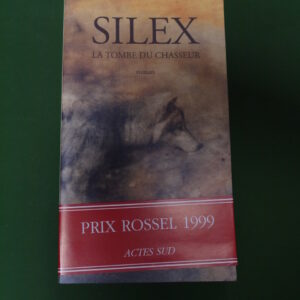 SILEX
LA TOMBE DU CHASSEUR
roman
PRIX ROSSEL 1999
ACTES SUD